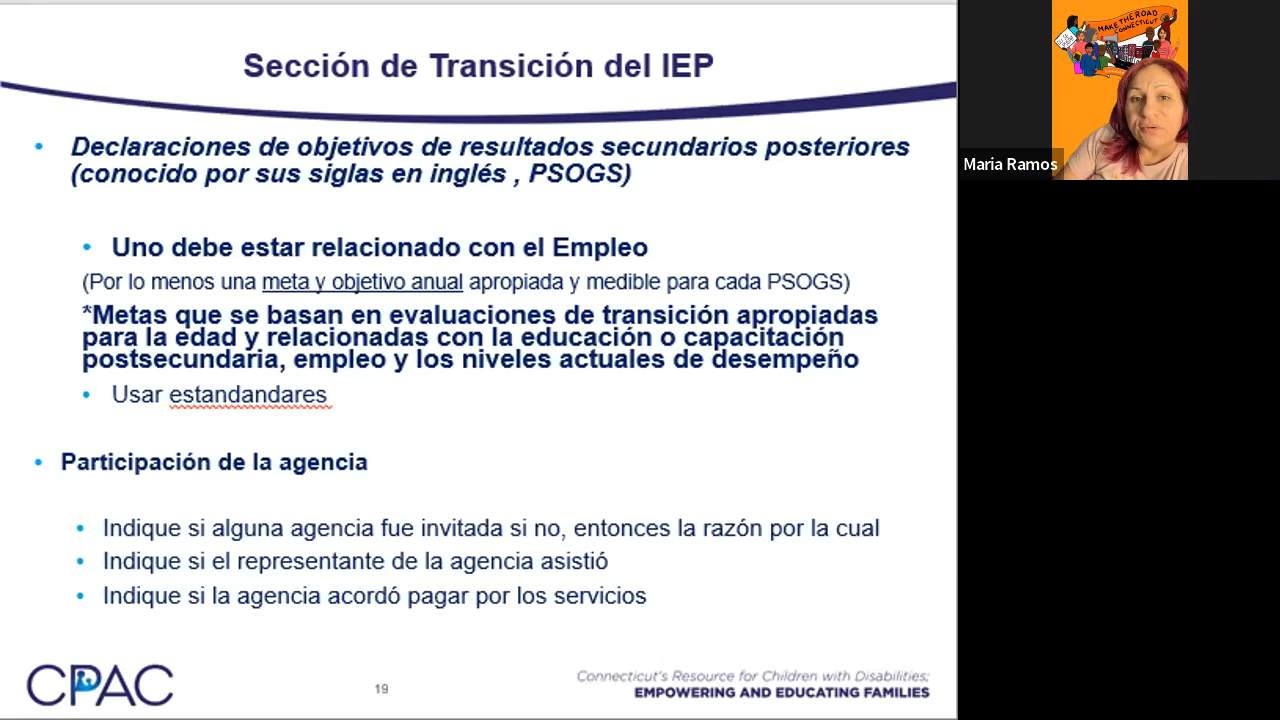 Sección de Transición del IEP
Declaraciones de objetivos de resultados secundarios posteriores
(conocido por sus siglas en inglés , PSOGS)
Uno debe estar relacionado con el Empleo
(Por lo menos una meta y objetivo anual apropiada y medible para cada PSOGS)
*Metas que se basan en evaluaciones de transición apropiadas
para la edad y relacionadas con la educación o capacitación
postsecundaria, empleo y los niveles actuales de desempeño
Usar estandandares
Participación de la agencia
Indique si alguna agencia fue invitada si no, entonces la razón por la cual
Indique si el representante de la agencia asistió
Indique si la agencia acordó pagar por los servicios
CPAC
19
Connecticut's Resource for Children with Disabilities;
EMPOWERING AND EDUCATING FAMILIES
MAKE THE ROAD
CONNECTICUT
Maria Ramos